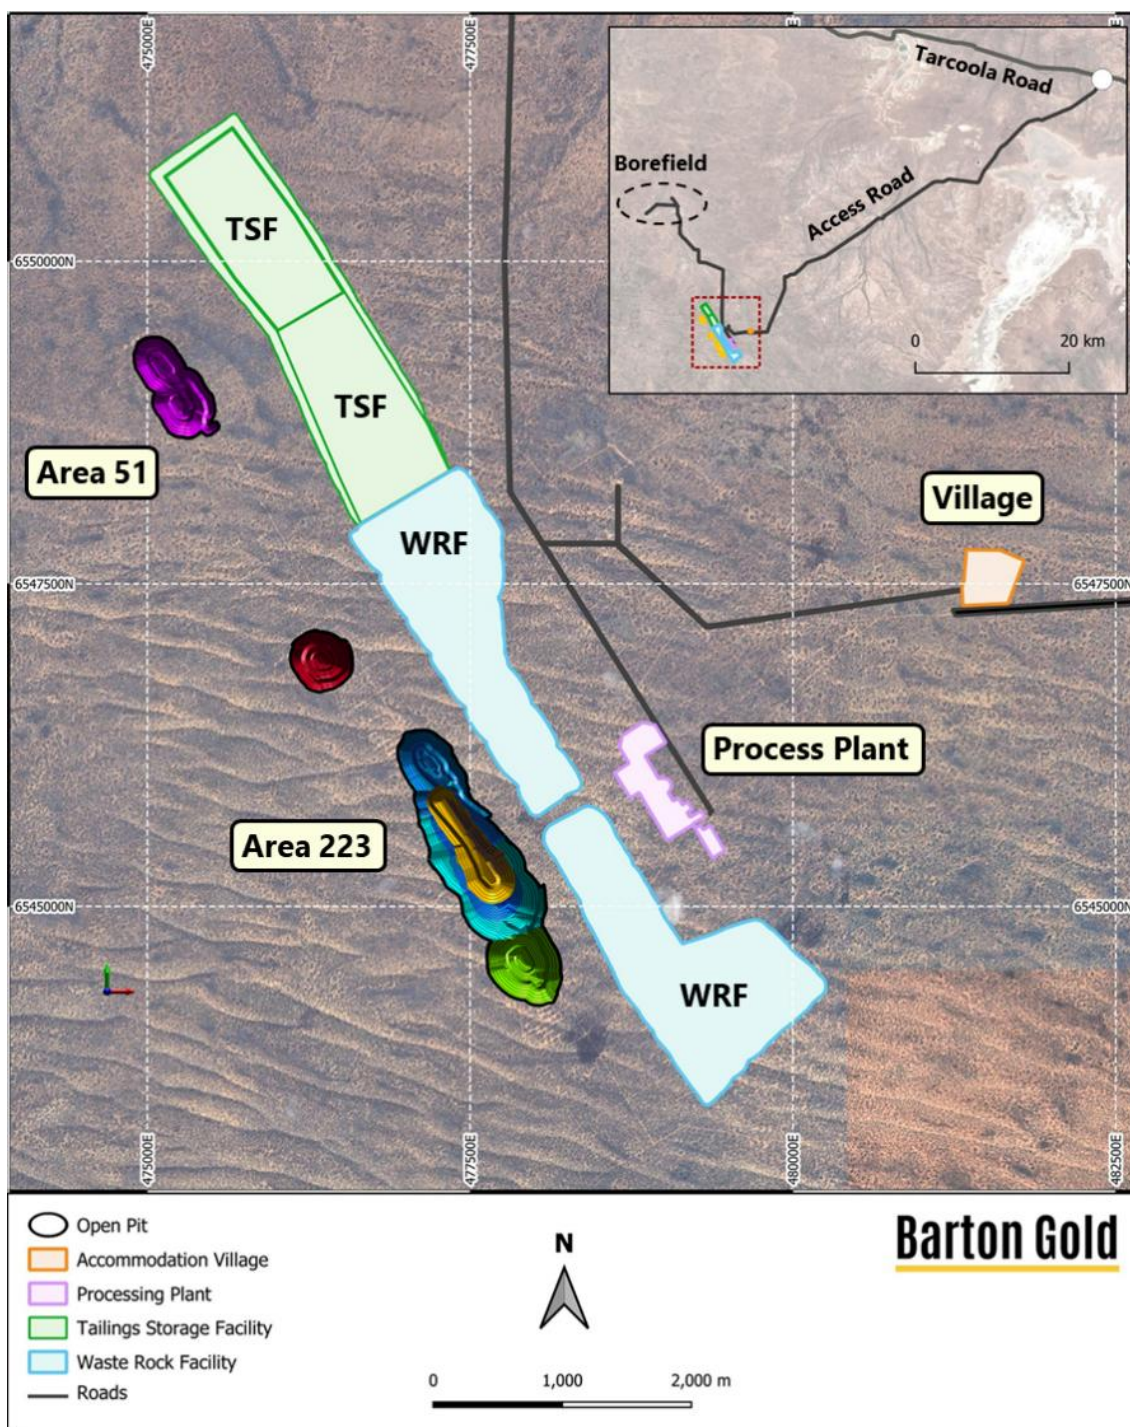 475000E
477500E
480000E
Tarcoola Road
Borefield
Access Road
0
20 km
TSF
6550000N
TSF
Area 51
WRF
Village
6547500N
6547500N
Process Plant
Area 223
6545000N
6545000N
WRF
475000E
477500E
480000E
482500E
Open Pit
Accommodation Village
Processing Plant
Tailings Storage Facility
Waste Rock Facility
Roads
N
0
1,000
2,000 m
Barton Gold